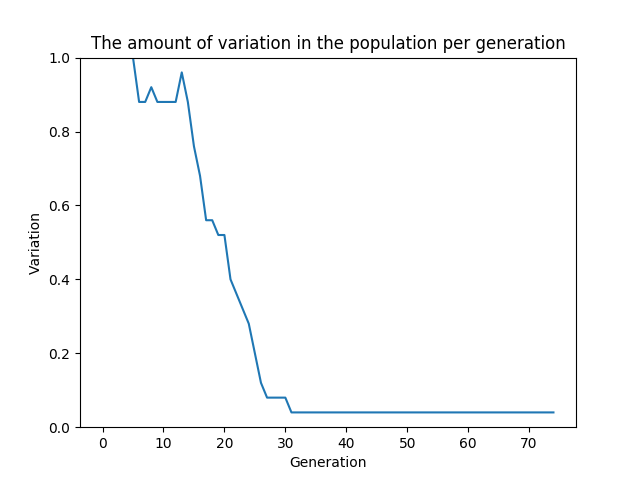 The amount of variation in the population per generation
1.0
0.8
0.6
0.4
0.2
0.0
Variation
0 10 20 30 40 50 60 70
Generation